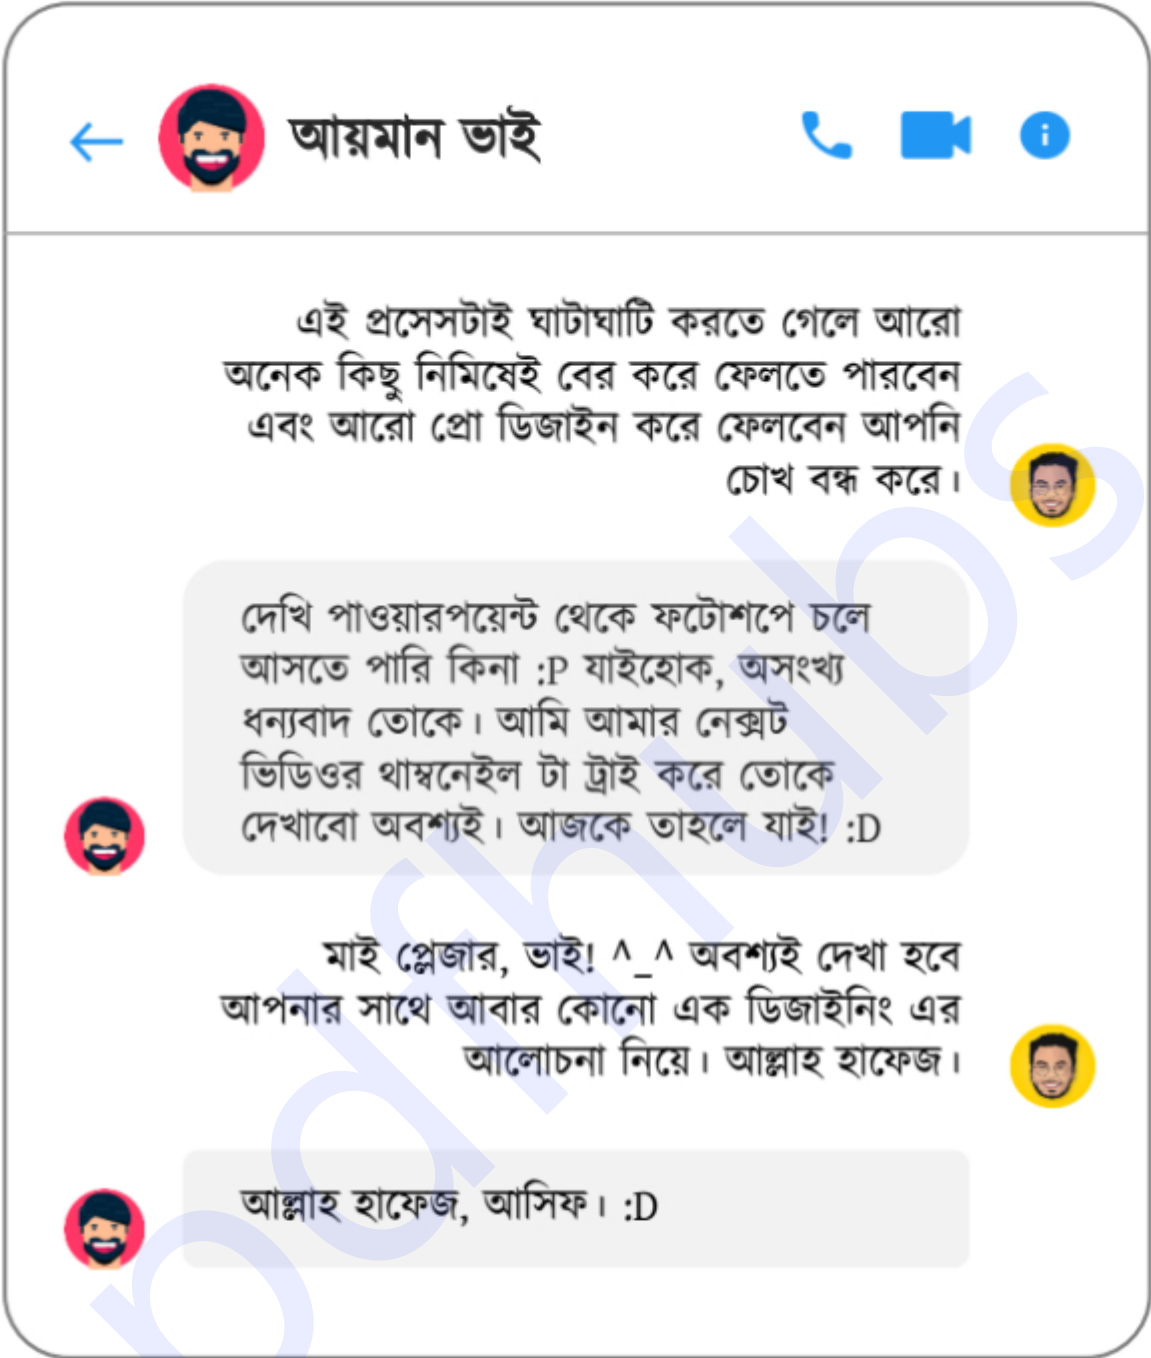 আয়মান ভাই
এই প্রসেসটাই ঘাটাঘাটি করতে গেলে আরো
অনেক কিছু নিমিষেই বের করে ফেলতে পারবেন
এবং আরো প্রো ডিজাইন করে ফেলবেন আপনি
চোখ বন্ধ করে।
দেখি পাওয়ারপয়েন্ট থেকে ফটোশপে চলে
আসতে পারি কিনা :P যাইহোক, অসংখ্য
ধন্যবাদ তোকে। আমি আমার নেক্সট
ভিডিওর থাম্বনেইল টা ট্রাই করে তোকে
দেখাবো অবশ্যই। আজকে তাহলে যাই! :D
মাই প্লেজার, ভাই! ^_^ অবশ্যই দেখা হবে
আপনার সাথে আবার কোনো এক ডিজাইনিং এর
আলোচনা নিয়ে। আল্লাহ হাফেজ।
আল্লাহ হাফেজ, আসিফ। :D
pdfhubs